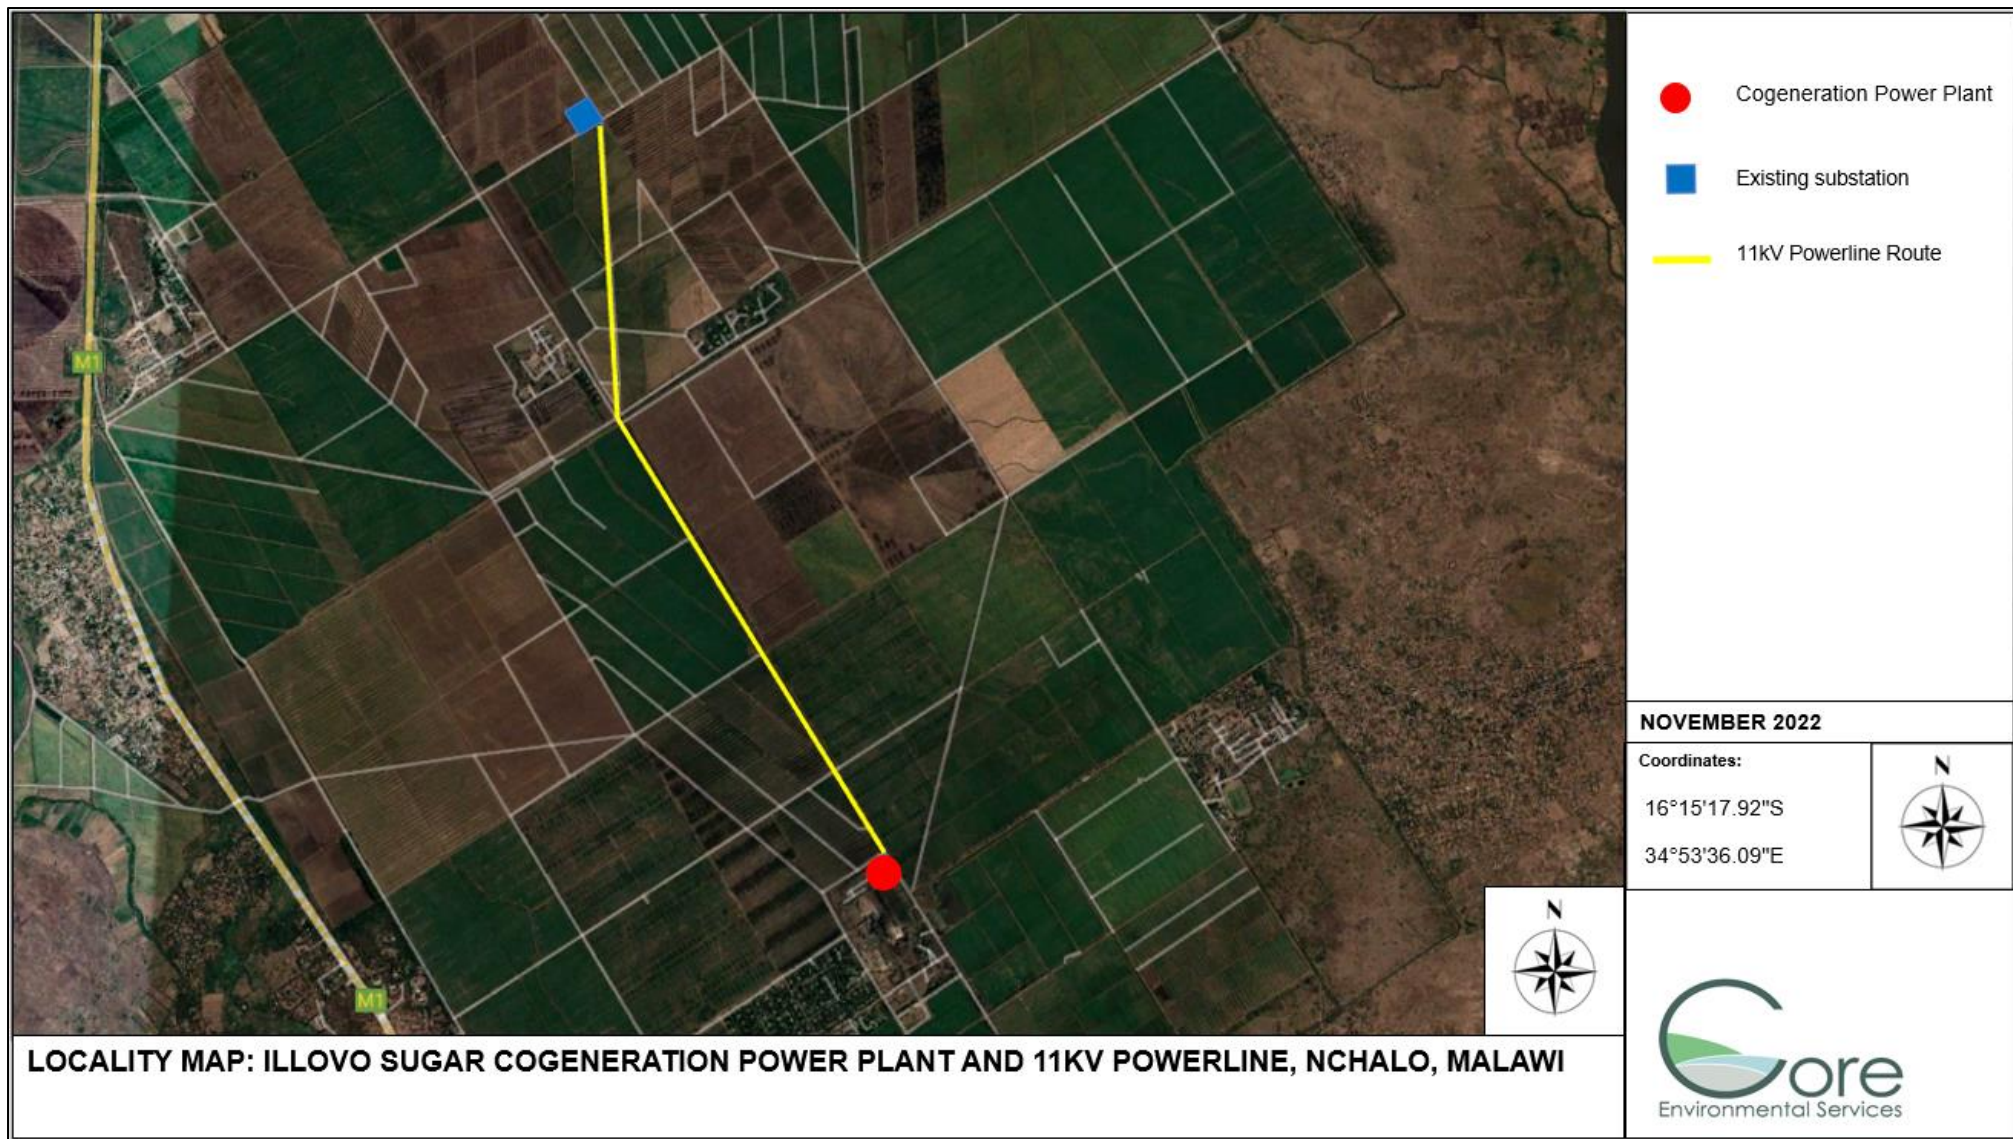 M1
M1
N
LOCALITY MAP: ILLOVO SUGAR COGENERATION POWER PLANT AND 11KV POWERLINE, NCHALO, MALAWI
Cogeneration Power Plant
Existing substation
11kV Powerline Route
NOVEMBER 2022
Coordinates:
16°15'17.92"S
34°53'36.09"E
N
Core
Environmental Services